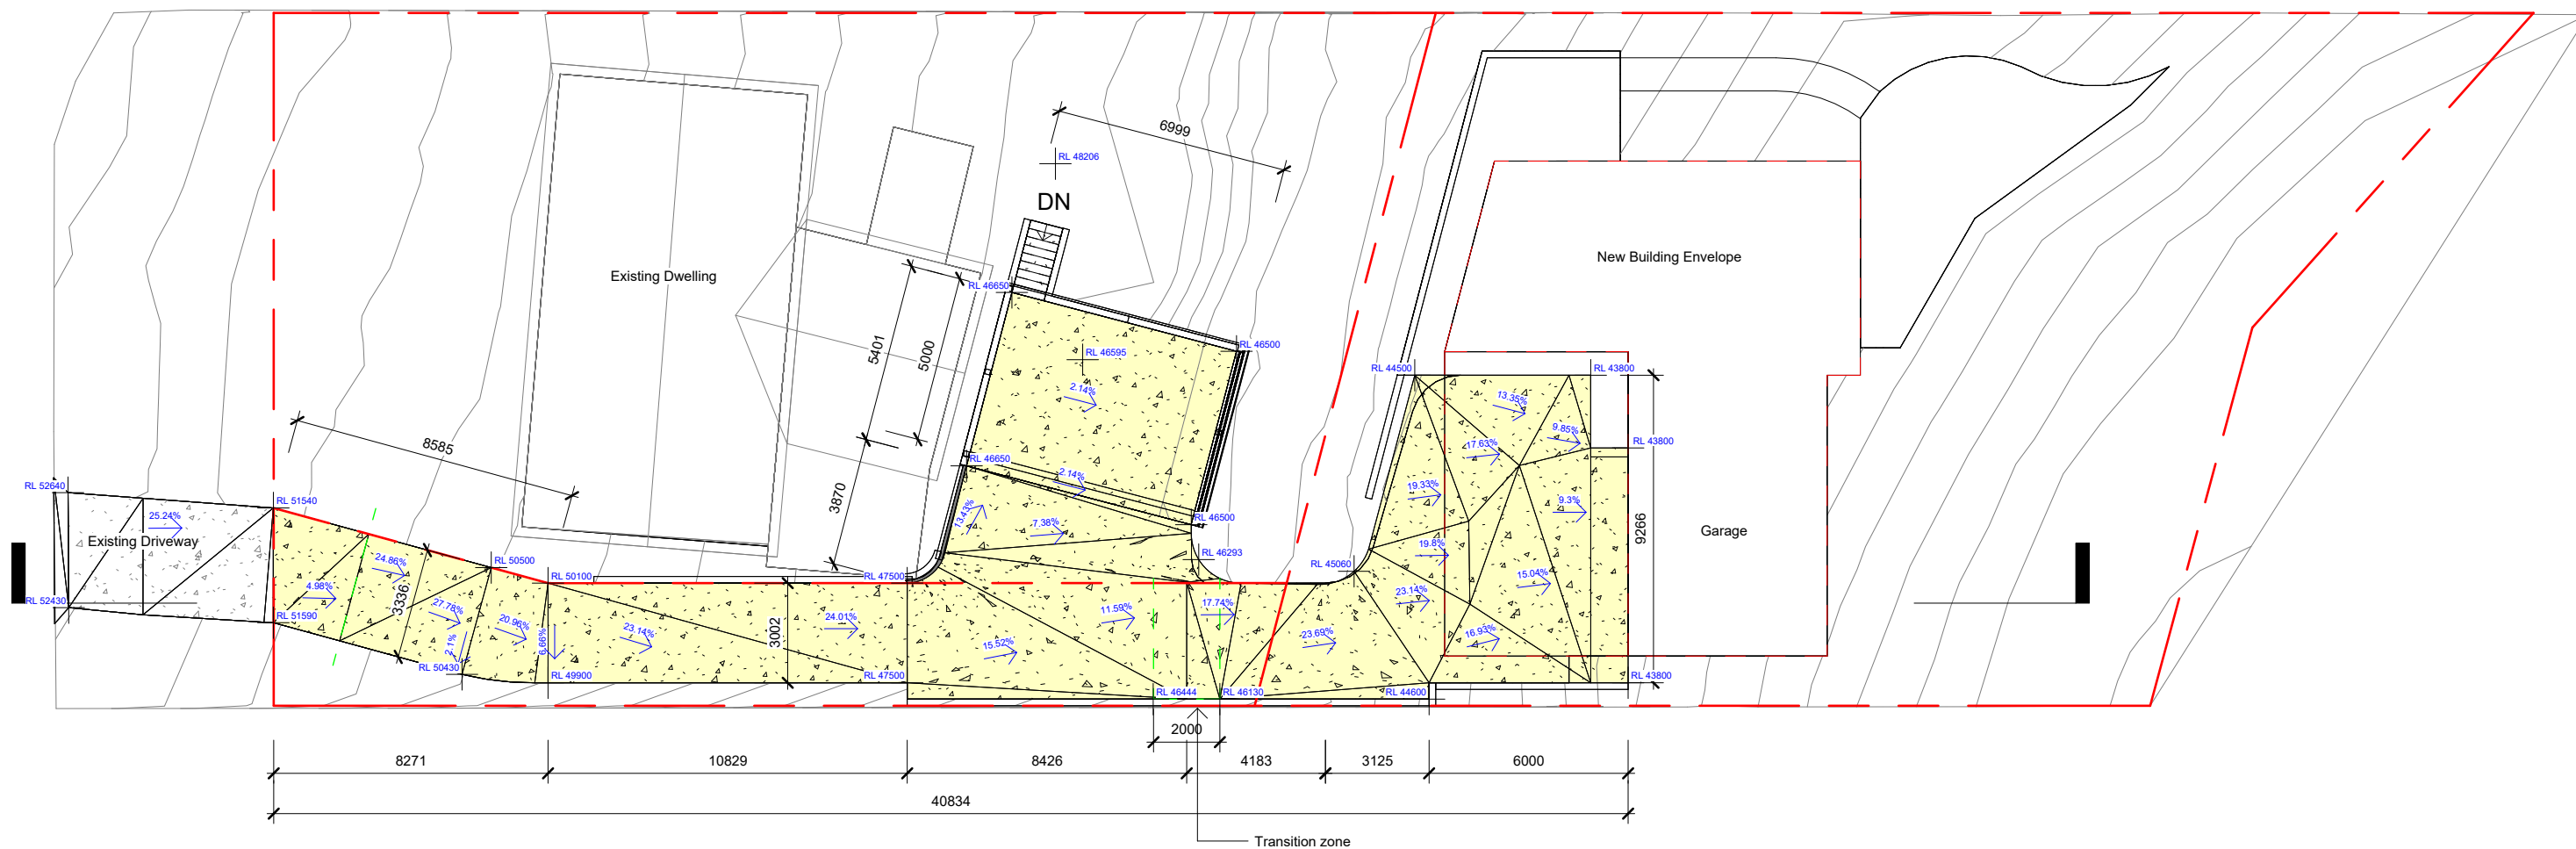 6999
RL 48206
DN
Existing Dwelling
New Building Envelope
RL 46650
5401
5000
RL 46595
RL 46500
2.14%
RL 44500
RL 43800
13.35%
9.85%
17.63%
RL 43800
8585
RL 46650
2.14%
3870
13.43%
7.38%
RL 46500
RL 46293
19.33%
9.3%
9266
Garage
RL 52640
25.24%
Existing Driveway
RL 51540
RL 52430
RL 51590
4.98%
24.86%
3336
27.78%
2.1%
RL 50500
20.96%
RL 50430
RL 50100
6.66%
RL 49900
23.14%
3002
24.01%
RL 47500
RL 47500
15.52%
11.59%
17.74%
RL 45060
19.8%
23.14%
15.04%
23.69%
16.93%
RL 46444
RL 46130
RL 44600
RL 43800
2000
8271
10829
8426
4183
3125
6000
40834
Transition zone